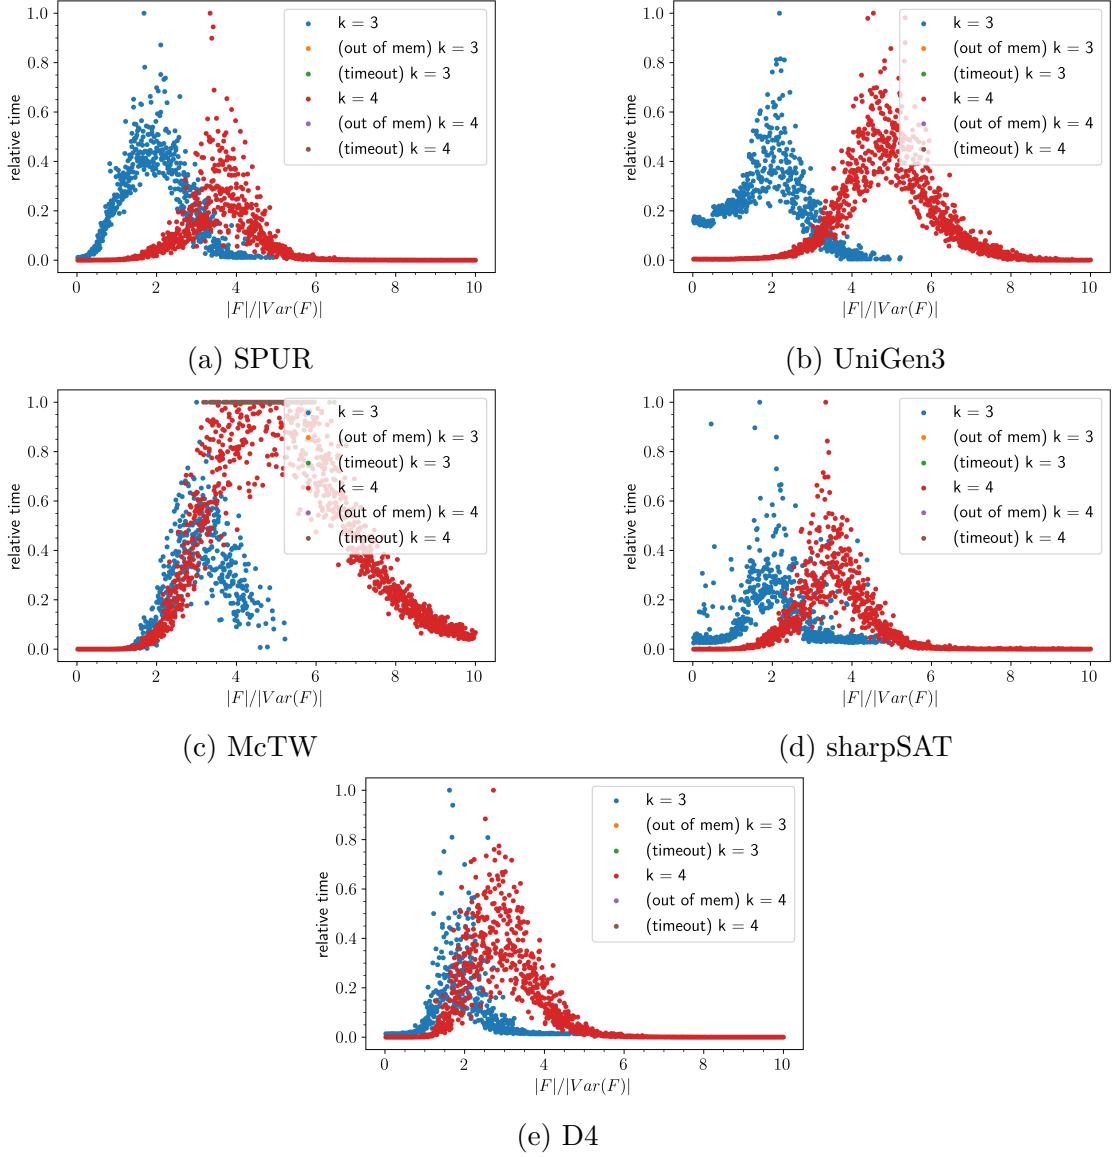 1.0
0.8
0.6
0.4
0.2
0.0
relative time
k = 3
(out of mem) k = 3
(timeout) k = 3
k = 4
(out of mem) k = 4
(timeout) k = 4
0 2 4 6 8 10
|F|/|Var(F)|
(a) SPUR
1.0
0.8
0.6
0.4
0.2
0.0
relative time
k = 3
(out of mem) k = 3
(timeout) k = 3
k = 4
(out of mem) k = 4
(timeout) k = 4
0 2 4 6 8 10
|F|/|Var(F)|
(b) UniGen3
1.0
0.8
0.6
0.4
0.2
0.0
relative time
k = 3
(out of mem) k = 3
(timeout) k = 3
k = 4
(out of mem) k = 4
(timeout) k = 4
0 2 4 6 8 10
|F|/|Var(F)|
(c) McTW
1.0
0.8
0.6
0.4
0.2
0.0
relative time
k = 3
(out of mem) k = 3
(timeout) k = 3
k = 4
(out of mem) k = 4
(timeout) k = 4
0 2 4 6 8 10
|F|/|Var(F)|
(d) sharpSAT
1.0
0.8
0.6
0.4
0.2
0.0
relative time
k = 3
(out of mem) k = 3
(timeout) k = 3
k = 4
(out of mem) k = 4
(timeout) k = 4
0 2 4 6 8 10
|F|/|Var(F)|
(e) D4